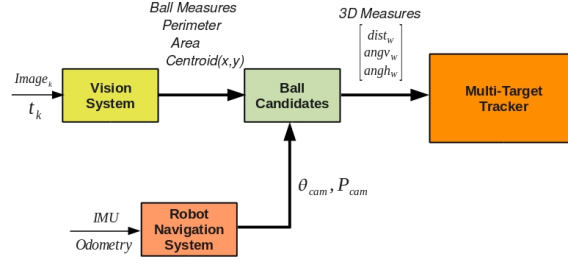 Ball Measures
Perimeter
Area
Centroid(x,y)
3D Measures
dist_w
angv_w
angh_w
Image_k
t_k
Vision
System
Ball
Candidates
Multi-Target
Tracker
θ_cam, P_cam
IMU
Odometry
Robot
Navigation
System